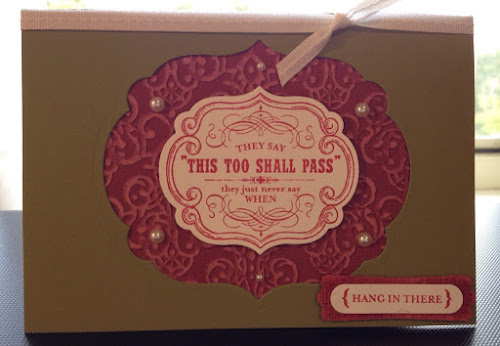 THEY SAY
"THIS TOO SHALL PASS"
they just never say
WHEN
{HANG IN THERE}